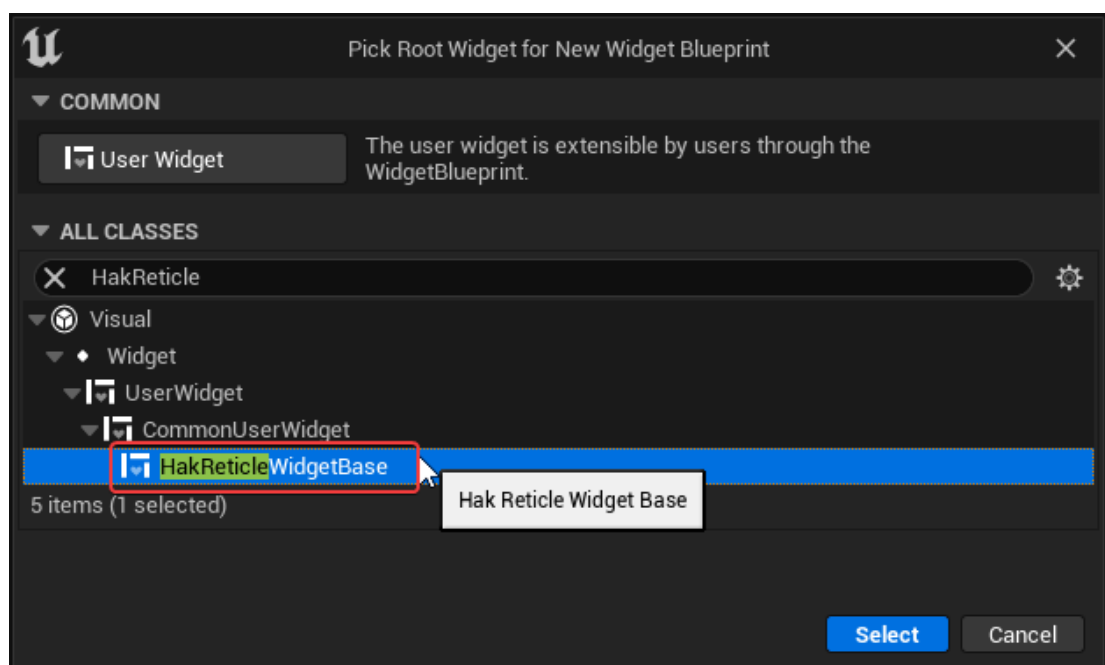 Pick Root Widget for New Widget Blueprint
COMMON
User Widget
The user widget is extensible by users through the
WidgetBlueprint.
ALL CLASSES
HakReticle
Visual
Widget
UserWidget
CommonUserWidget
HakReticleWidgetBase
Hak Reticle Widget Base
5 items (1 selected)
Select
Cancel